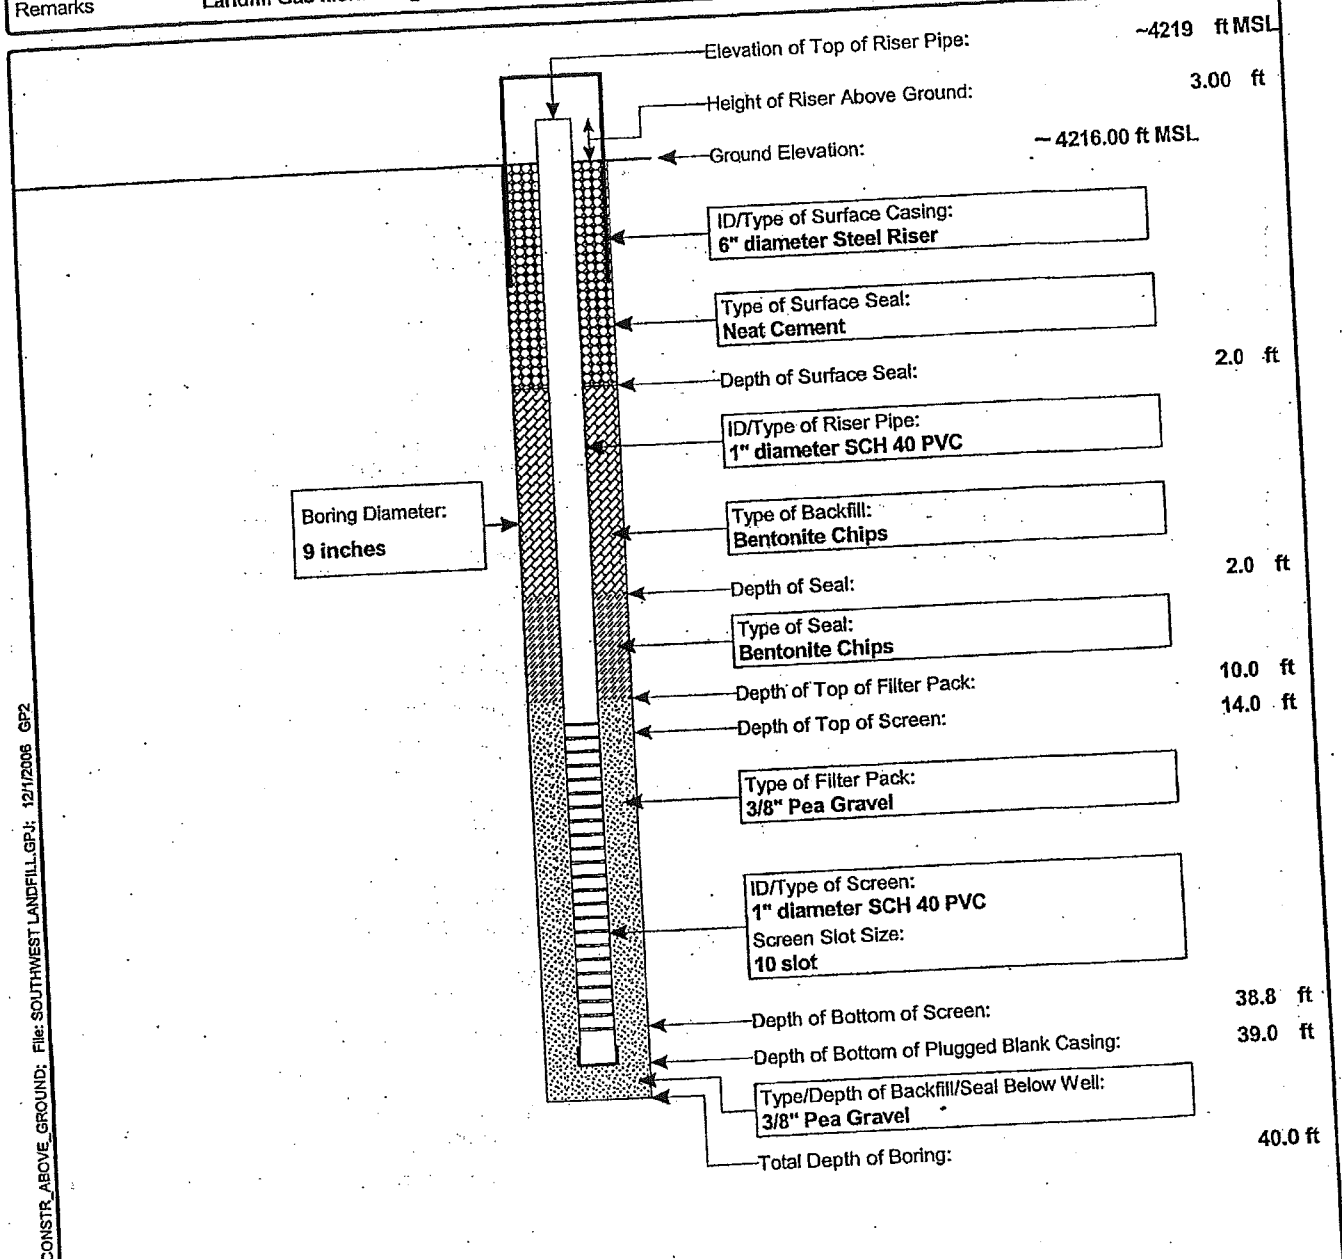 Remarks
Landfill Gas
Elevation of Top of Riser Pipe: ~4219 ft MSL
Height of Riser Above Ground: 3.00 ft
Ground Elevation: ~ 4216.00 ft MSL
ID/Type of Surface Casing:
6" diameter Steel Riser
Type of Surface Seal:
Neat Cement
Depth of Surface Seal: 2.0 ft
ID/Type of Riser Pipe:
1" diameter SCH 40 PVC
Boring Diameter:
9 inches
Type of Backfill:
Bentonite Chips
Depth of Seal: 2.0 ft
Type of Seal:
Bentonite Chips
Depth of Top of Filter Pack: 10.0 ft
Depth of Top of Screen: 14.0 ft
Type of Filter Pack:
3/8" Pea Gravel
ID/Type of Screen:
1" diameter SCH 40 PVC
Screen Slot Size:
10 slot
Depth of Bottom of Screen: 38.8 ft
Depth of Bottom of Plugged Blank Casing: 39.0 ft
Type/Depth of Backfill/Seal Below Well:
3/8" Pea Gravel
Total Depth of Boring: 40.0 ft
CONSTR_ABOVE_GROUND; File: SOUTHWEST LANDFILL.GPJ; 12/1/2006 GP2